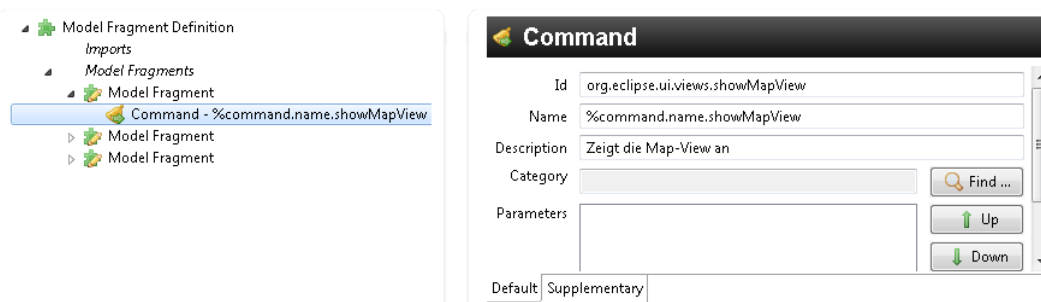 Model Fragment Definition
Imports
Model Fragments
Model Fragment
Command - %command.name.showMapView
Model Fragment
Model Fragment
Command
Id org.eclipse.ui.views.showMapView
Name %command.name.showMapView
Description Zeigt die Map-View an
Category Find ...
Parameters Up
Down
Default Supplementary